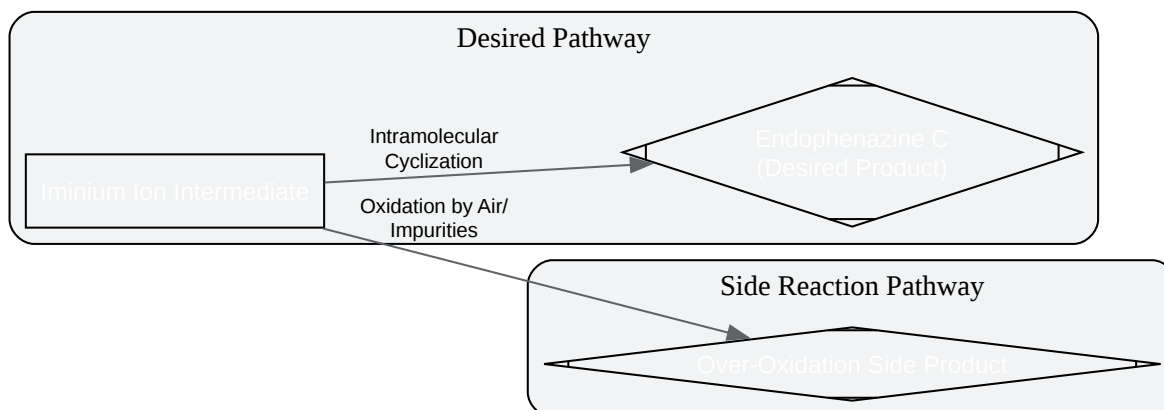 Desired Pathway
Intramolecular
Cyclization
Endophenazine C
(Desired Product)
Iminium Ion Intermediate
Oxidation by Air/
Impurities
Side Reaction Pathway
Over-Oxidation Side Product